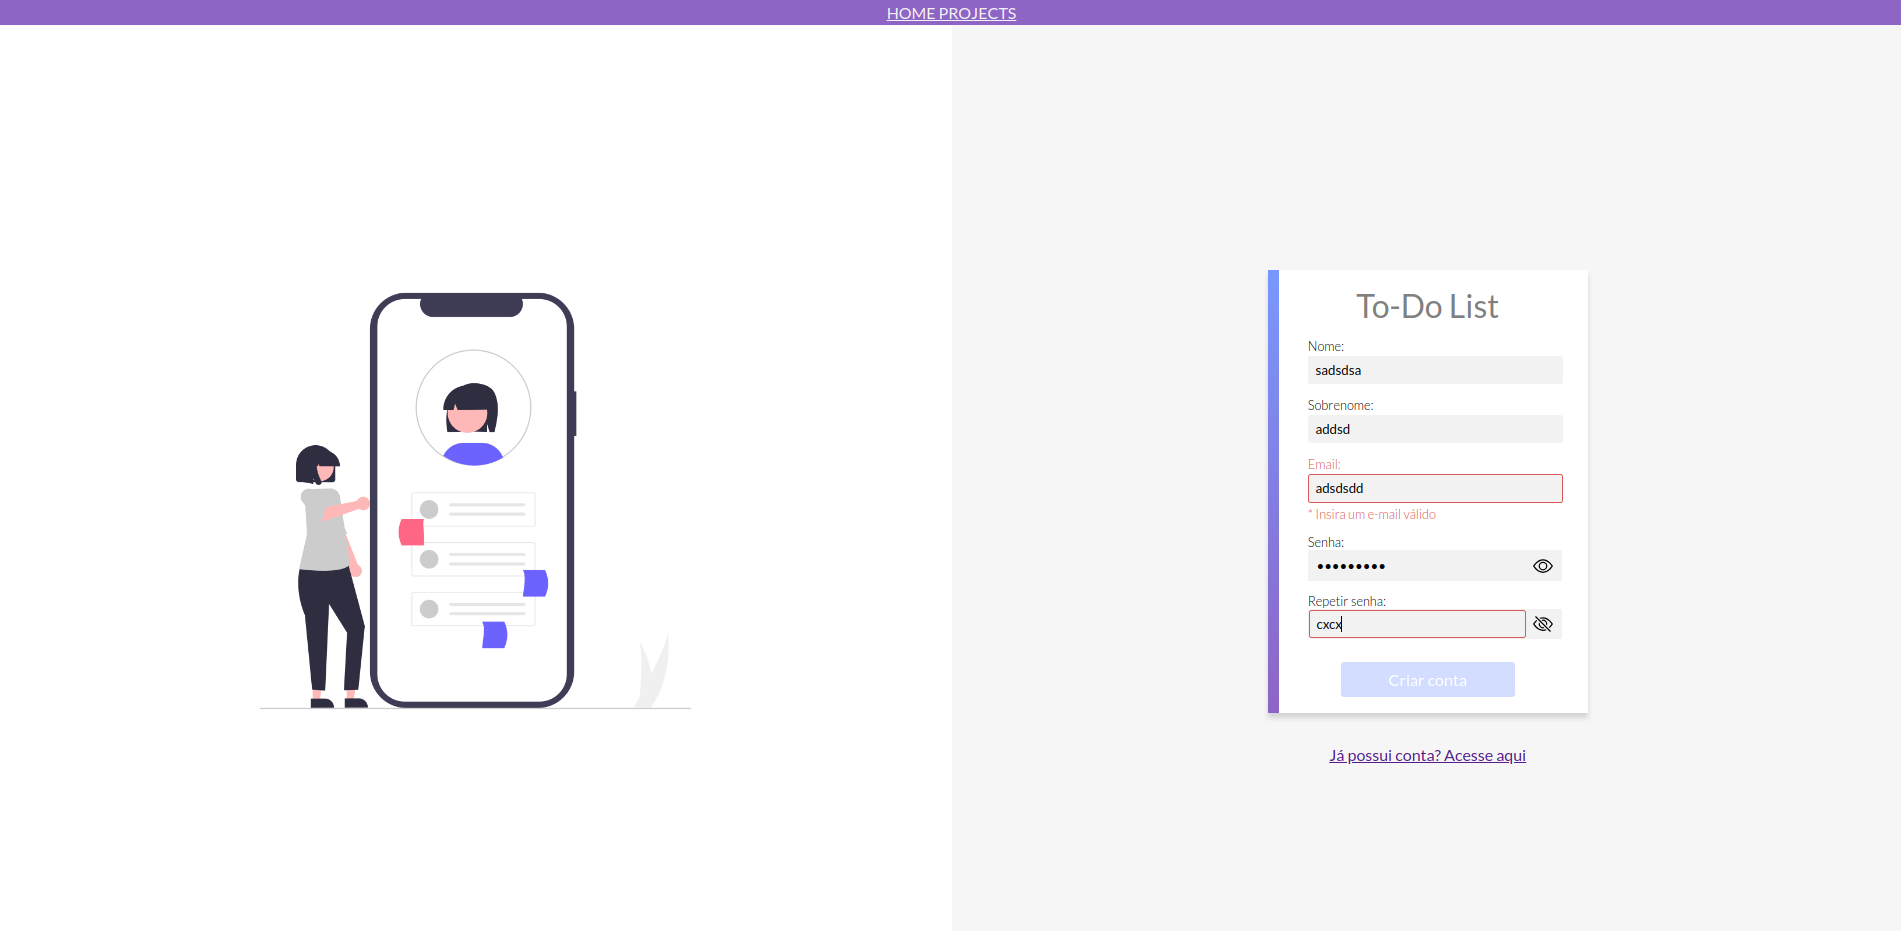 HOME PROJECTS
To-Do List
Nome:
sadsdsa
Sobrenome:
addsd
Email:
adsdsdd
* Insira um e-mail válido
Senha:
•••••••••
Repetir senha:
cxcx
Criar conta
Já possui conta? Acesse aqui